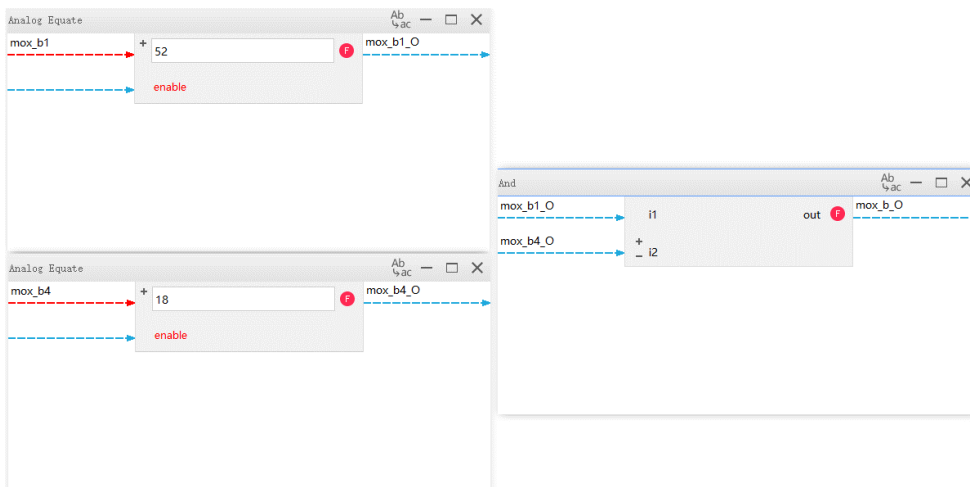 Analog Equate
Ab
ac
mox_b1
+
52
F
mox_b1_O
enable
Analog Equate
Ab
ac
mox_b4
+
18
F
mox_b4_O
enable
And
Ab
ac
mox_b1_O
i1
out
F
mox_b_O
mox_b4_O
+
− i2